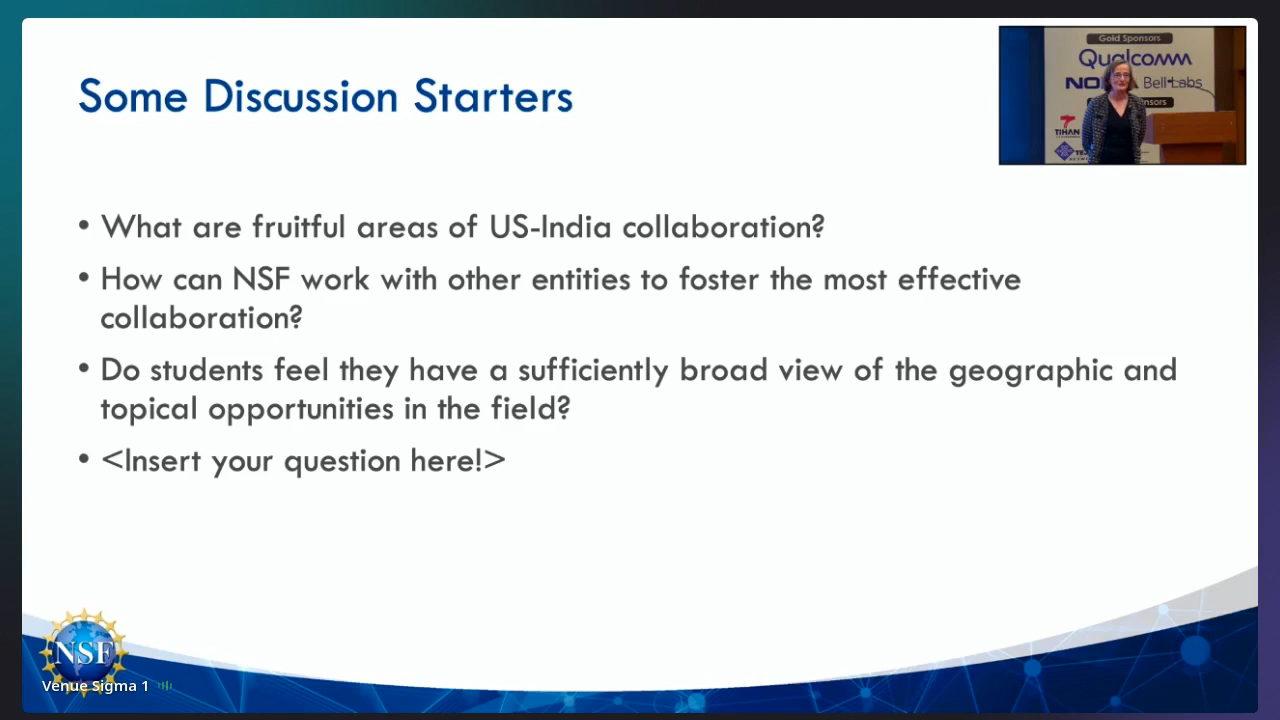 Some Discussion Starters
Gold Sponsors
Qualcomm
Bell Labs
TIHAN
• What are fruitful areas of US-India collaboration?
• How can NSF work with other entities to foster the most effective
collaboration?
• Do students feel they have a sufficiently broad view of the geographic and
topical opportunities in the field?
• <Insert your question here!>
NSF
Venue Sigma 1